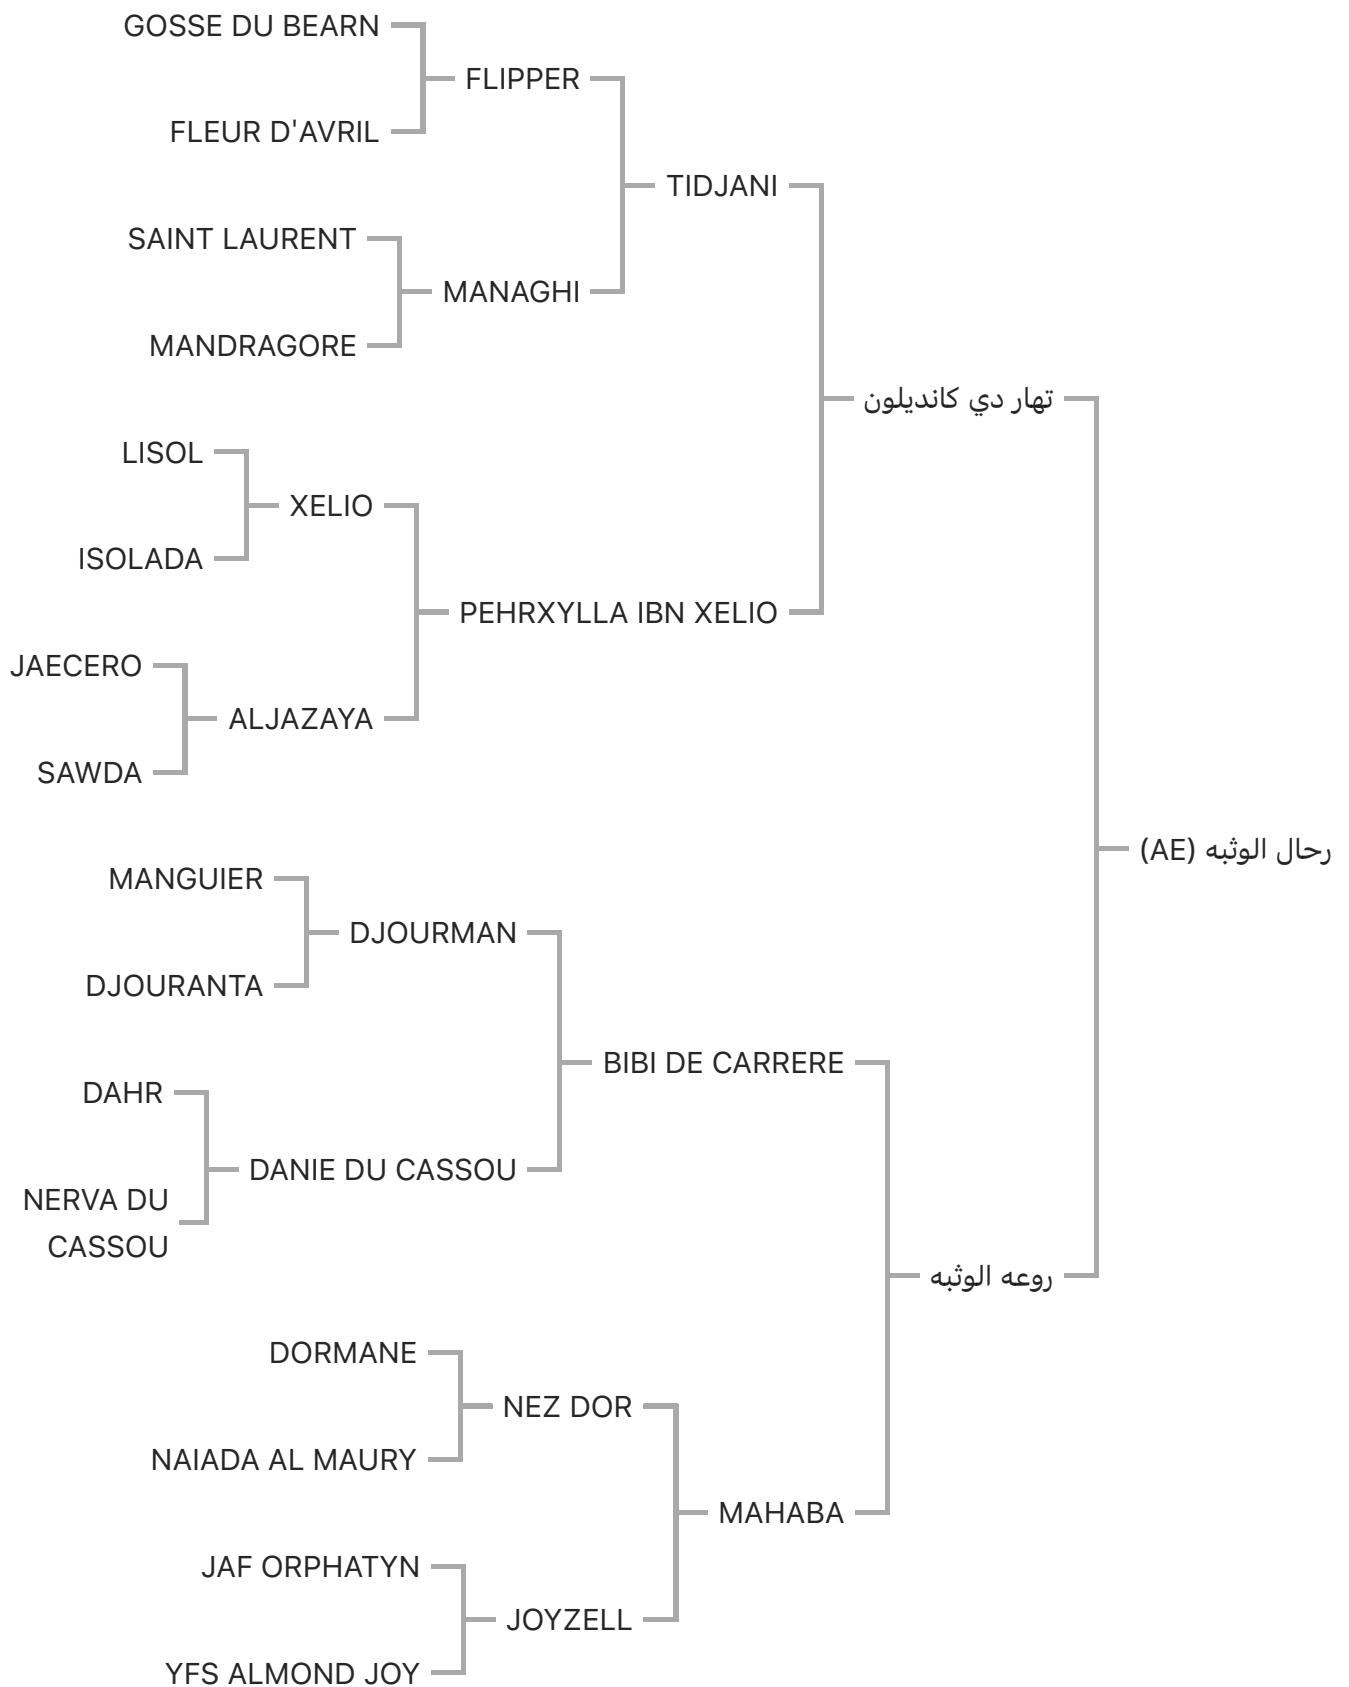 GOSSE DU BEARN
FLIPPER
FLEUR D'AVRIL
TIDJANI
SAINT LAURENT
MANAGHI
MANDRAGORE
تهار دي كانديلون
LISOL
XELIO
ISOLADA
PEHRXYLLA IBN XELIO
JAECERO
ALJAZAYA
SAWDA
رحال الوثبه (AE)
MANGUIER
DJOURMAN
DJOURANTA
BIBI DE CARRERE
DAHR
DANIE DU CASSOU
NERVA DU
CASSOU
روعه الوثبه
DORMANE
NEZ DOR
NAIADA AL MAURY
MAHABA
JAF ORPHATYN
JOYZELL
YFS ALMOND JOY